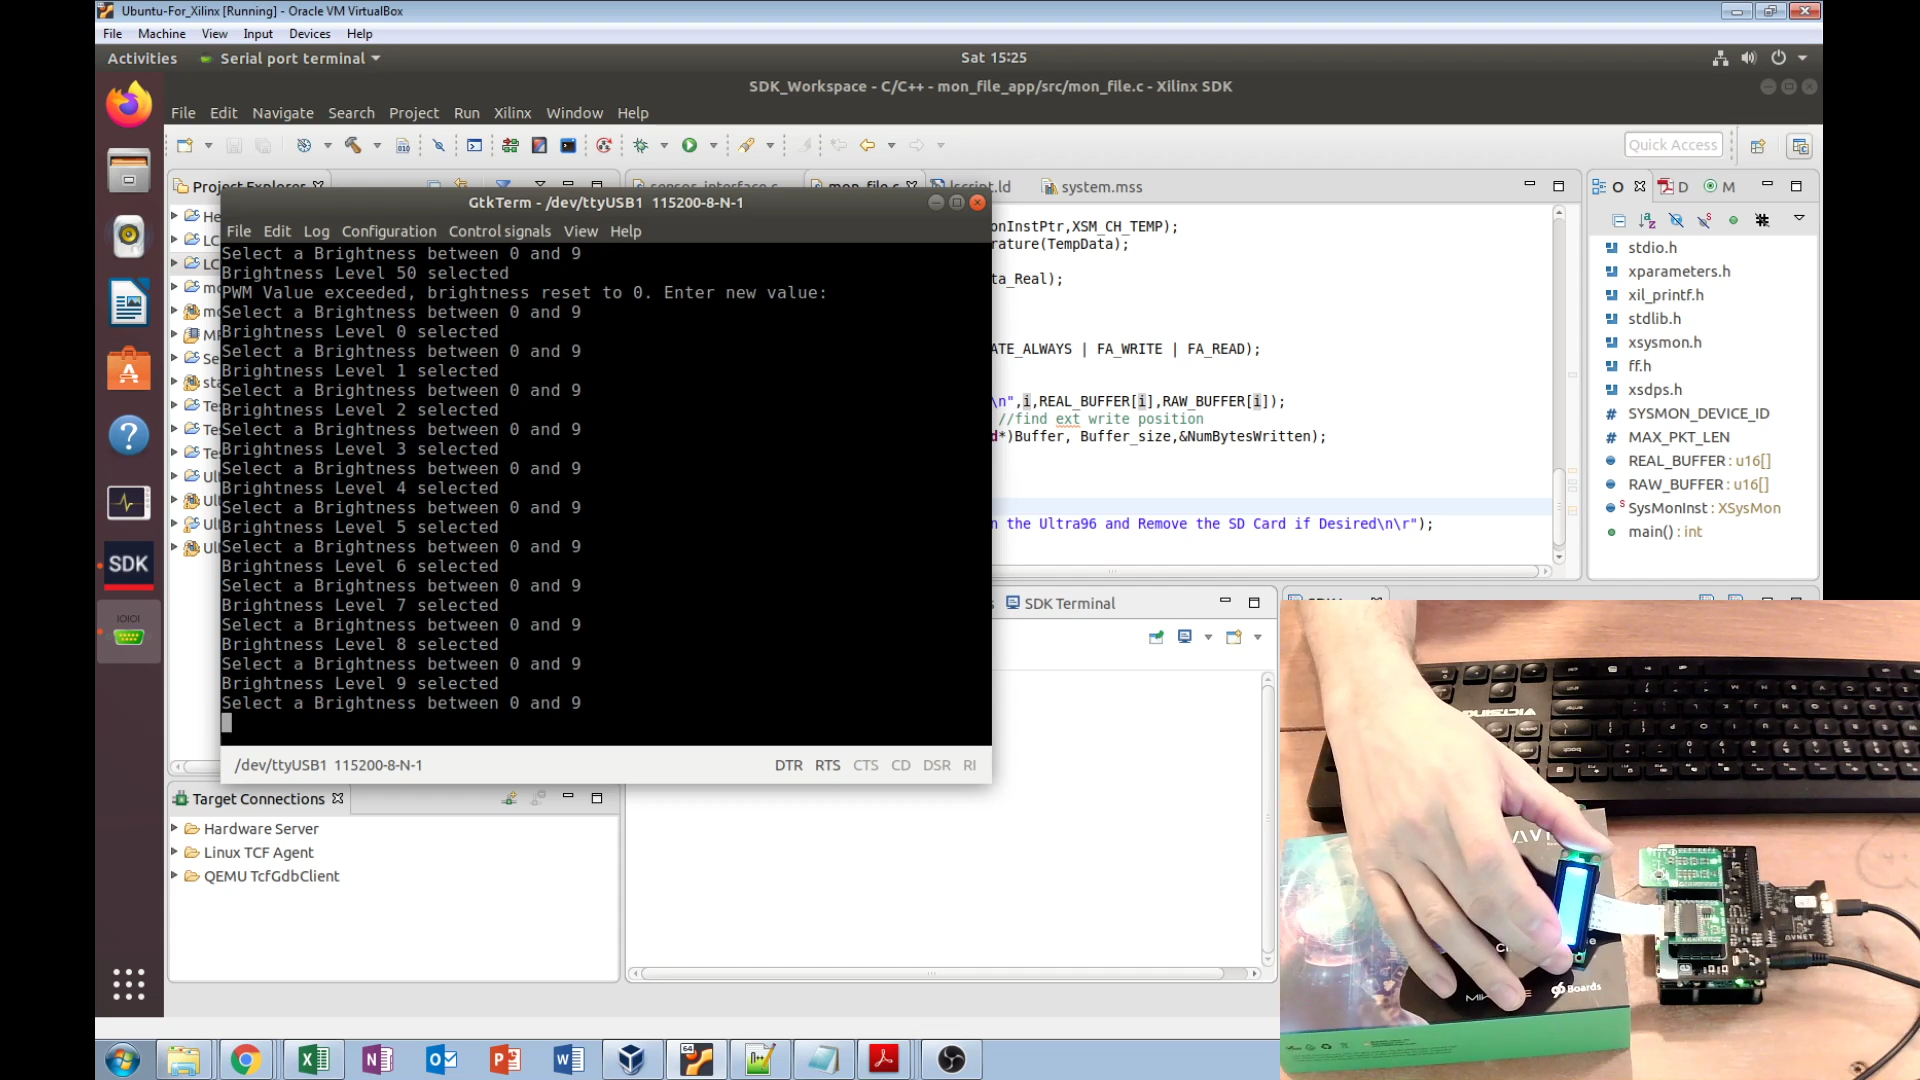 Ubuntu-For_Xilinx [Running] - Oracle VM VirtualBox
File Machine View Input Devices Help
Activities Serial port terminal Sat 15:25
SDK_Workspace - C/C++ - mon_file_app/src/mon_file.c - Xilinx SDK
File Edit Navigate Search Project Run Xilinx Window Help
Quick Access
Project Explorer
mon_file.c
lscript.ld
system.mss
O
D
M
GtkTerm - /dev/ttyUSB1 115200-8-N-1
File Edit Log Configuration Control signals View Help
Select a Brightness between 0 and 9
Brightness Level 50 selected
PWM Value exceeded, brightness reset to 0. Enter new value:
Select a Brightness between 0 and 9
Brightness Level 0 selected
Select a Brightness between 0 and 9
Brightness Level 1 selected
Select a Brightness between 0 and 9
Brightness Level 2 selected
Select a Brightness between 0 and 9
Brightness Level 3 selected
Select a Brightness between 0 and 9
Brightness Level 4 selected
Select a Brightness between 0 and 9
Brightness Level 5 selected
Select a Brightness between 0 and 9
Brightness Level 6 selected
Select a Brightness between 0 and 9
Brightness Level 7 selected
Select a Brightness between 0 and 9
Brightness Level 8 selected
Select a Brightness between 0 and 9
Brightness Level 9 selected
Select a Brightness between 0 and 9
/dev/ttyUSB1 115200-8-N-1 DTR RTS CTS CD DSR RI
onInstPtr,XSM_CH_TEMP);
rature(TempData);
ta_Real);
ATE_ALWAYS | FA_WRITE | FA_READ);
\n",i,REAL_BUFFER[i],RAW_BUFFER[i]);
//find ext write position
d*)Buffer, Buffer_size,&NumBytesWritten);
n the Ultra96 and Remove the SD Card if Desired\n\r");
stdio.h
xparameters.h
xil_printf.h
stdlib.h
xsysmon.h
ff.h
xsdps.h
SYSMON_DEVICE_ID
MAX_PKT_LEN
REAL_BUFFER : u16[]
RAW_BUFFER : u16[]
SysMonInst : XSysMon
main() : int
SDK Terminal
SDK
Target Connections
Hardware Server
Linux TCF Agent
QEMU TcfGdbClient
VICTSING
AVNET
96Boards